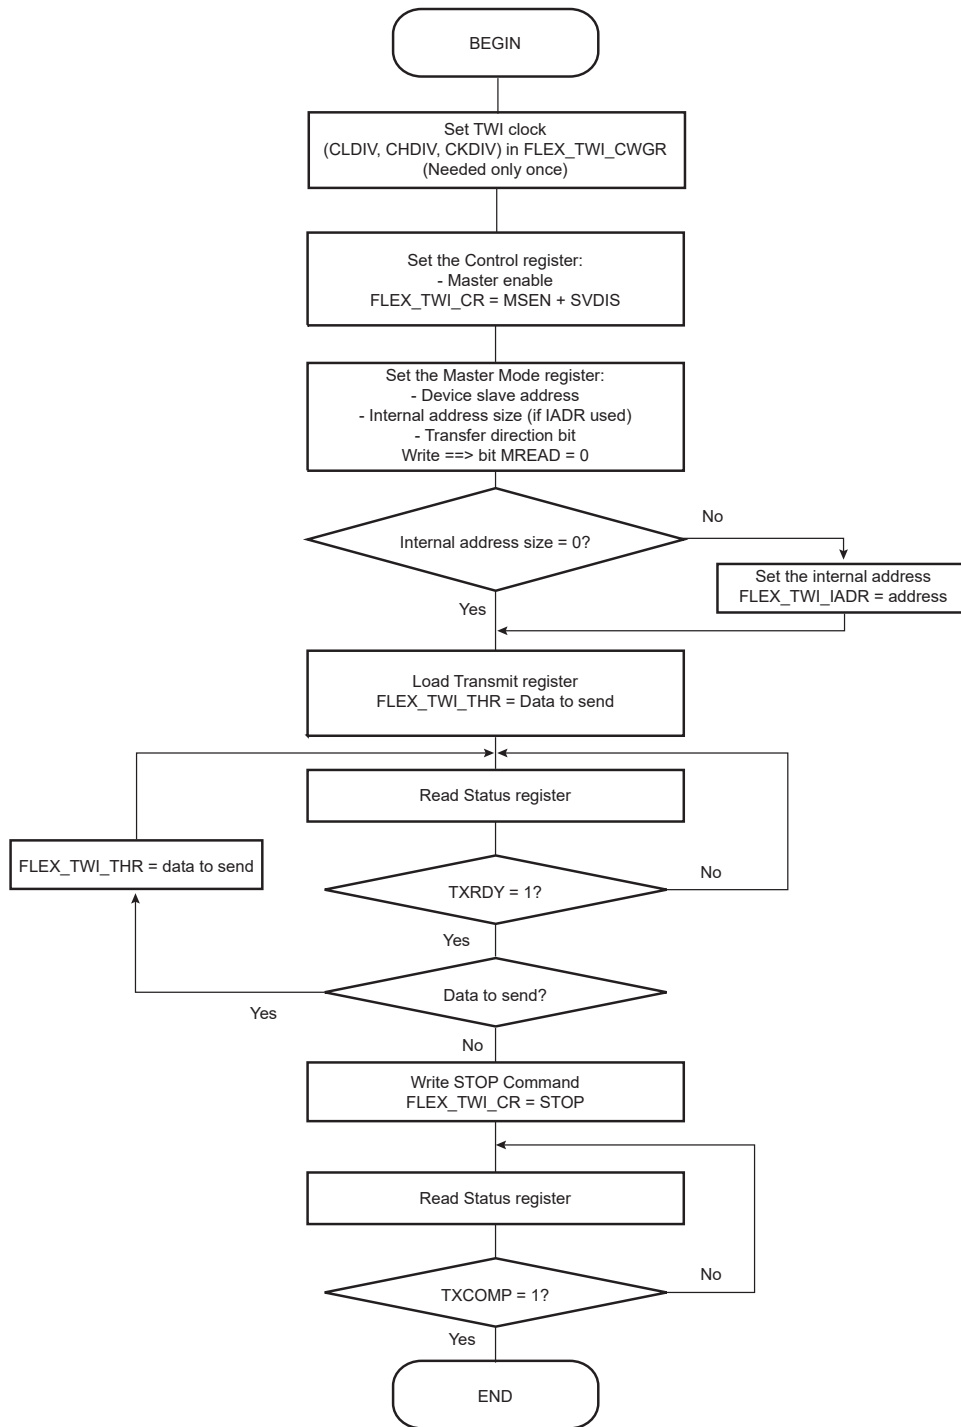 BEGIN
Set TWI clock
(CLDIV, CHDIV, CKDIV) in FLEX_TWI_CWGR
(Needed only once)
Set the Control register:
- Master enable
FLEX_TWI_CR = MSEN + SVDIS
Set the Master Mode register:
- Device slave address
- Internal address size (if IADR used)
- Transfer direction bit
Write ==> bit MREAD = 0
Internal address size = 0?
No
Set the internal address
FLEX_TWI_IADR = address
Yes
Load Transmit register
FLEX_TWI_THR = Data to send
Read Status register
FLEX_TWI_THR = data to send
TXRDY = 1?
No
Yes
Data to send?
Yes
No
Write STOP Command
FLEX_TWI_CR = STOP
Read Status register
TXCOMP = 1?
No
Yes
END